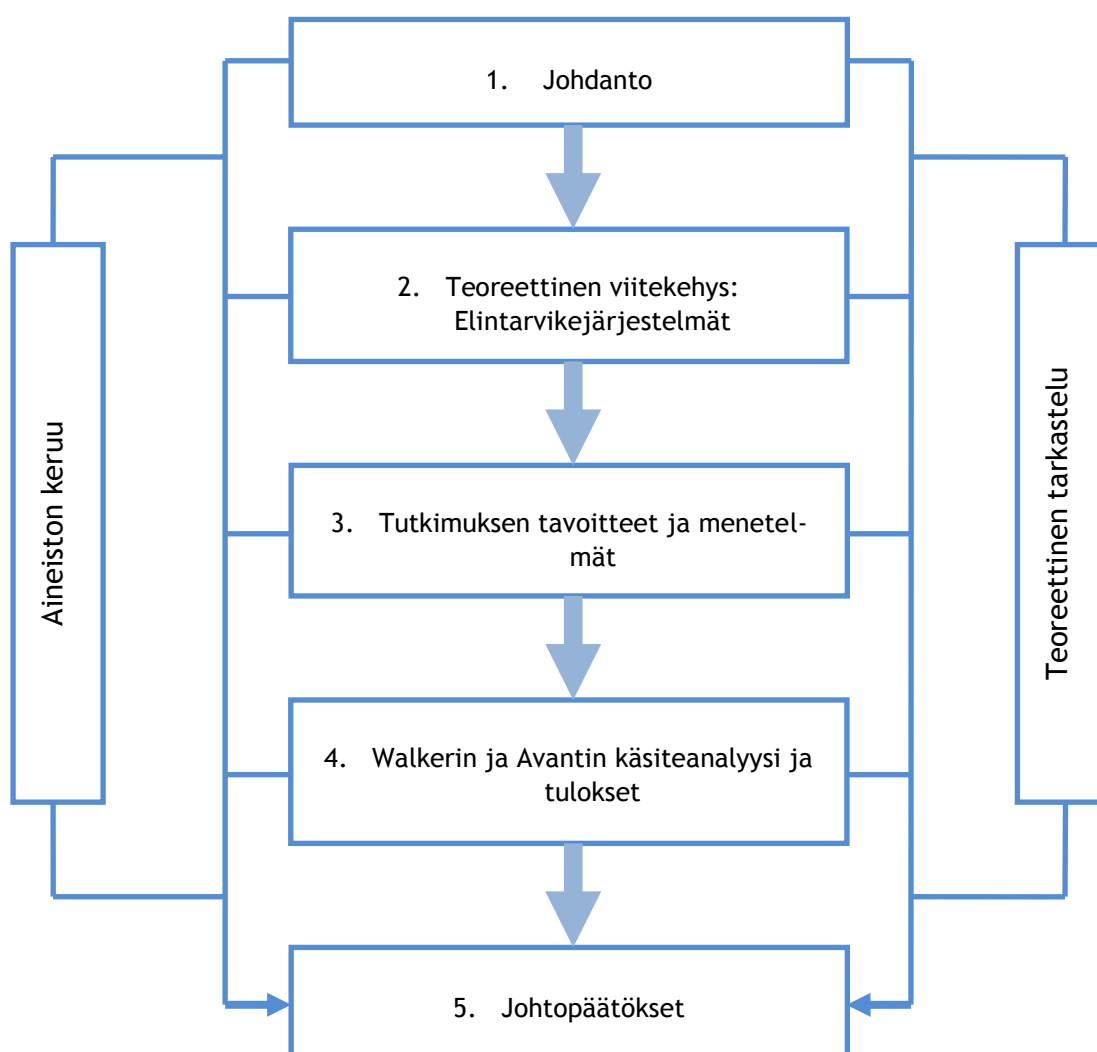 1. Johdanto
2. Teoreettinen viitekehys:
Elintarvikejärjestelmät
3. Tutkimuksen tavoitteet ja menetel-
mät
4. Walkerin ja Avantin käsiteanalyysi ja
tulokset
5. Johtopäätökset
Aineiston keruu
Teoreettinen tarkastelu